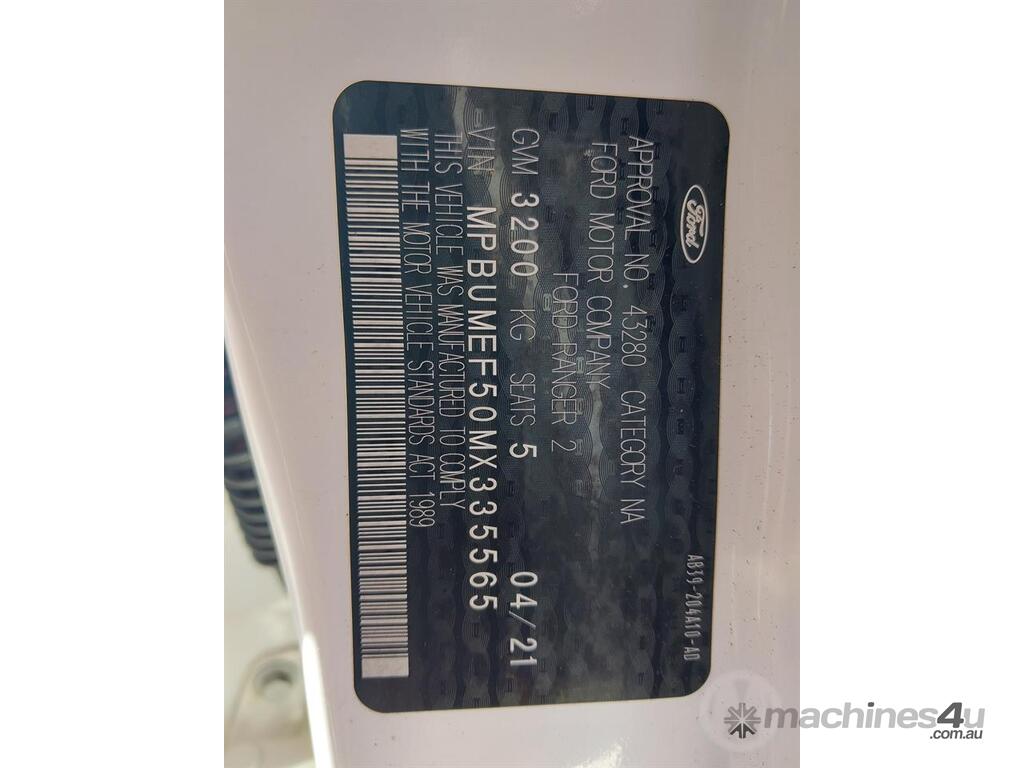 Ford
APPROVAL NO. 43280 CATEGORY NA
FORD MOTOR COMPANY
FORD RANGER 2
GVM 3200 KG SEATS 5 04/21
VIN MPBUMEF50MX335565
THIS VEHICLE WAS MANUFACTURED TO COMPLY
WITH THE MOTOR VEHICLE STANDARDS ACT 1989
AB39-204A10-AD
machines4u
.com.au